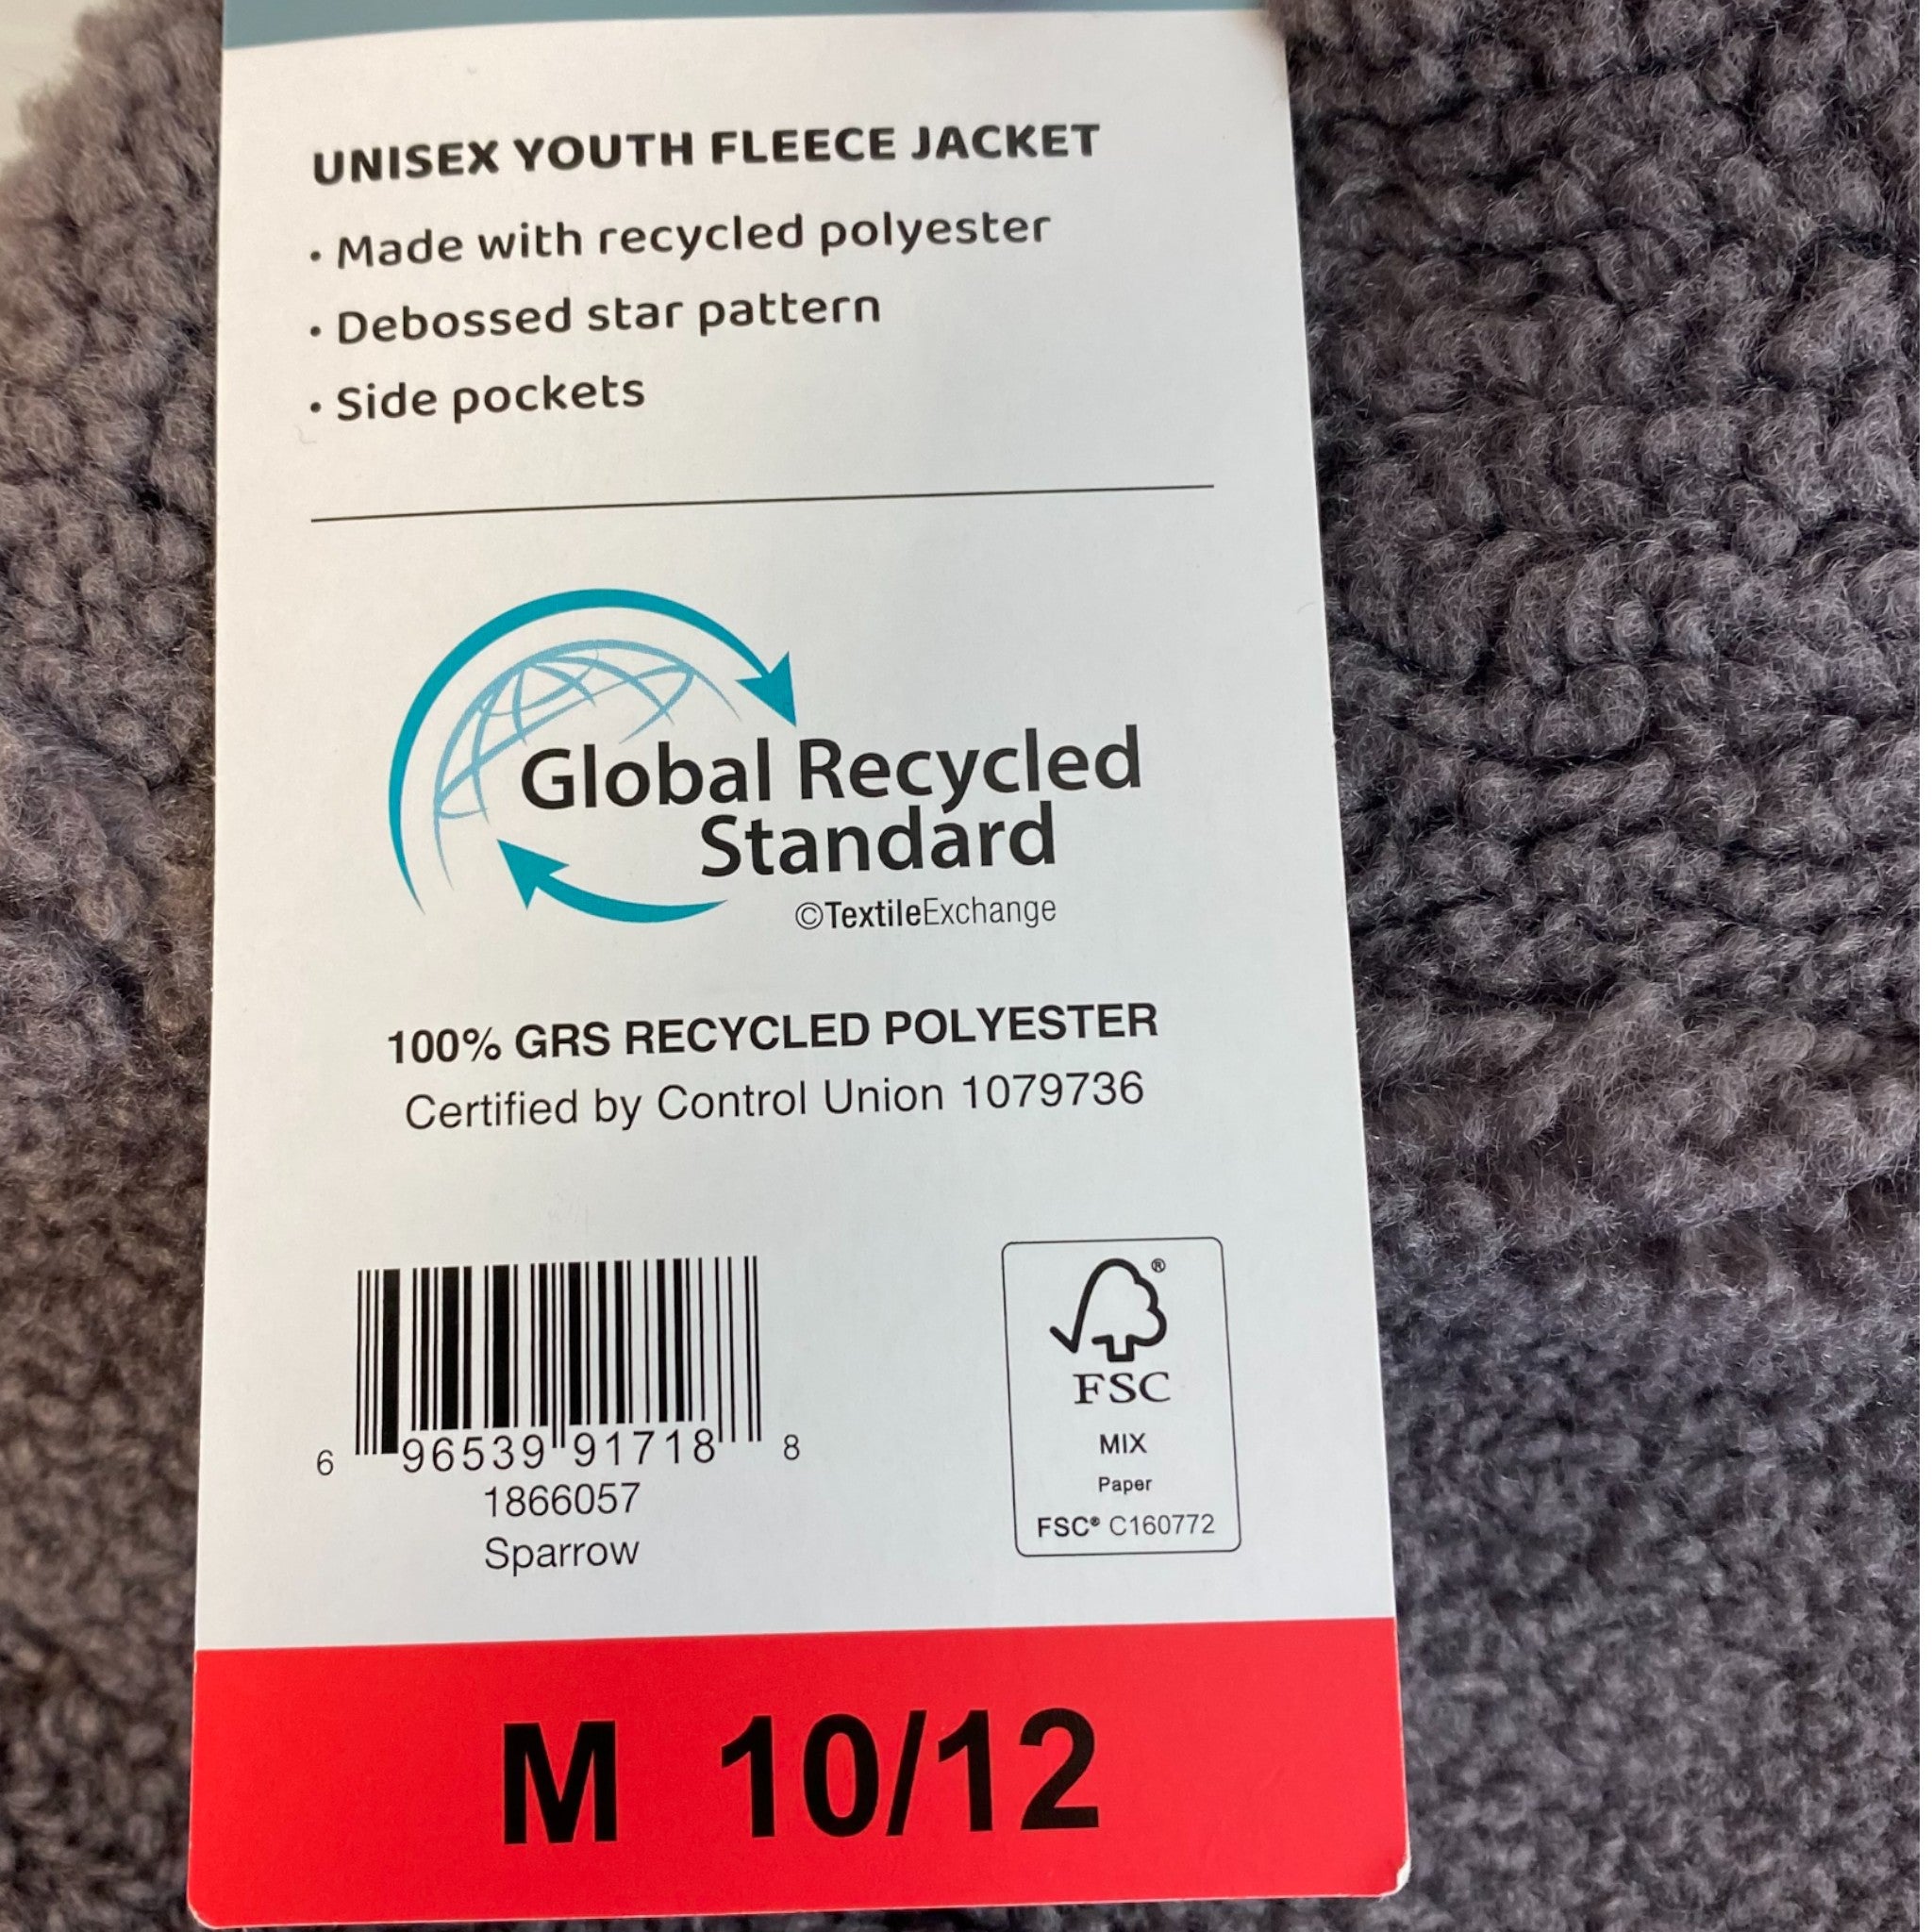 UNISEX YOUTH FLEECE JACKET
· Made with recycled polyester
· Debossed star pattern
· Side pockets
Global Recycled
Standard
©TextileExchange
100% GRS RECYCLED POLYESTER
Certified by Control Union 1079736
6 96539 91718 8
1866057
Sparrow
®
FSC
MIX
Paper
FSC® C160772
M 10/12